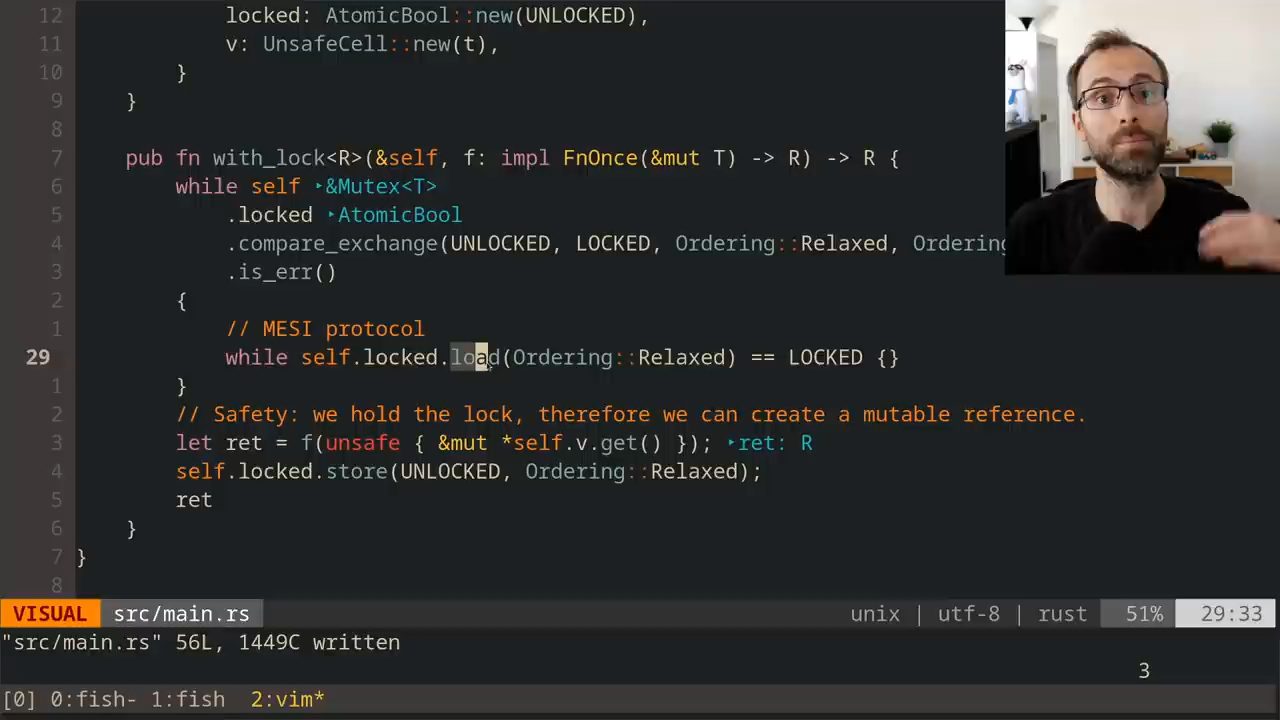 12 locked: AtomicBool::new(UNLOCKED),
11 v: UnsafeCell::new(t),
10 }
9 }
8
7 pub fn with_lock<R>(&self, f: impl FnOnce(&mut T) -> R) -> R {
6 while self ‣&Mutex<T>
5 .locked ‣AtomicBool
4 .compare_exchange(UNLOCKED, LOCKED, Ordering::Relaxed, Ordering
3 .is_err()
2 {
1 // MESI protocol
29 while self.locked.load(Ordering::Relaxed) == LOCKED {}
1 }
2 // Safety: we hold the lock, therefore we can create a mutable reference.
3 let ret = f(unsafe { &mut *self.v.get() }); ‣ret: R
4 self.locked.store(UNLOCKED, Ordering::Relaxed);
5 ret
6 }
7 }
8
VISUAL src/main.rs unix | utf-8 | rust 51% 29:33
"src/main.rs" 56L, 1449C written
3
[0] 0:fish- 1:fish 2:vim*